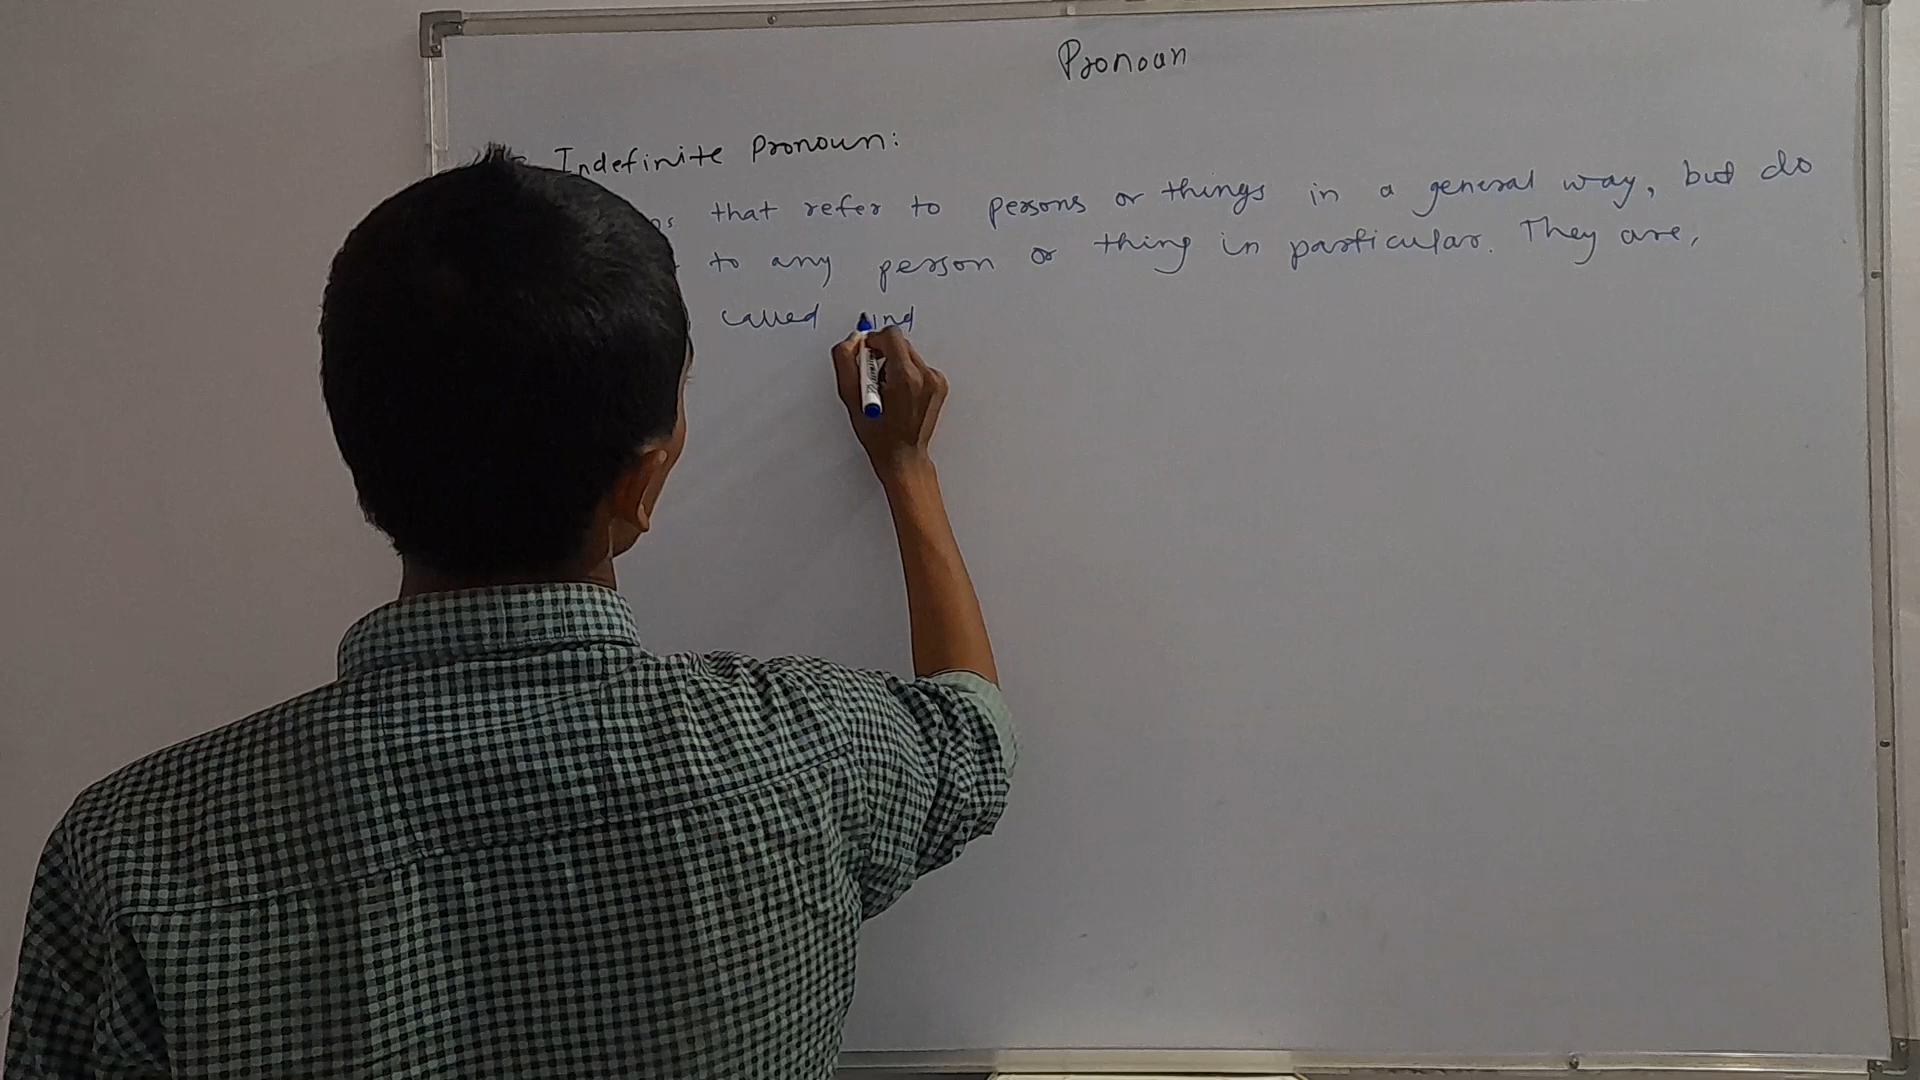 Pronoun
Indefinite Pronoun:
that refer to persons or things in a general way, but do
to any person or thing in particular. They are,
called ind